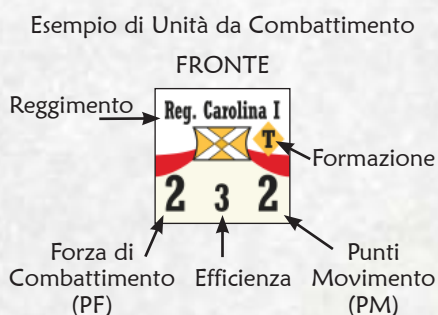 Esempio di Unità da Combattimento
FRONTE
Reggimento
Reg. Carolina I
T
Formazione
2 3 2
Forza di
Combattimento
(PF)
Efficienza
Punti
Movimento
(PM)